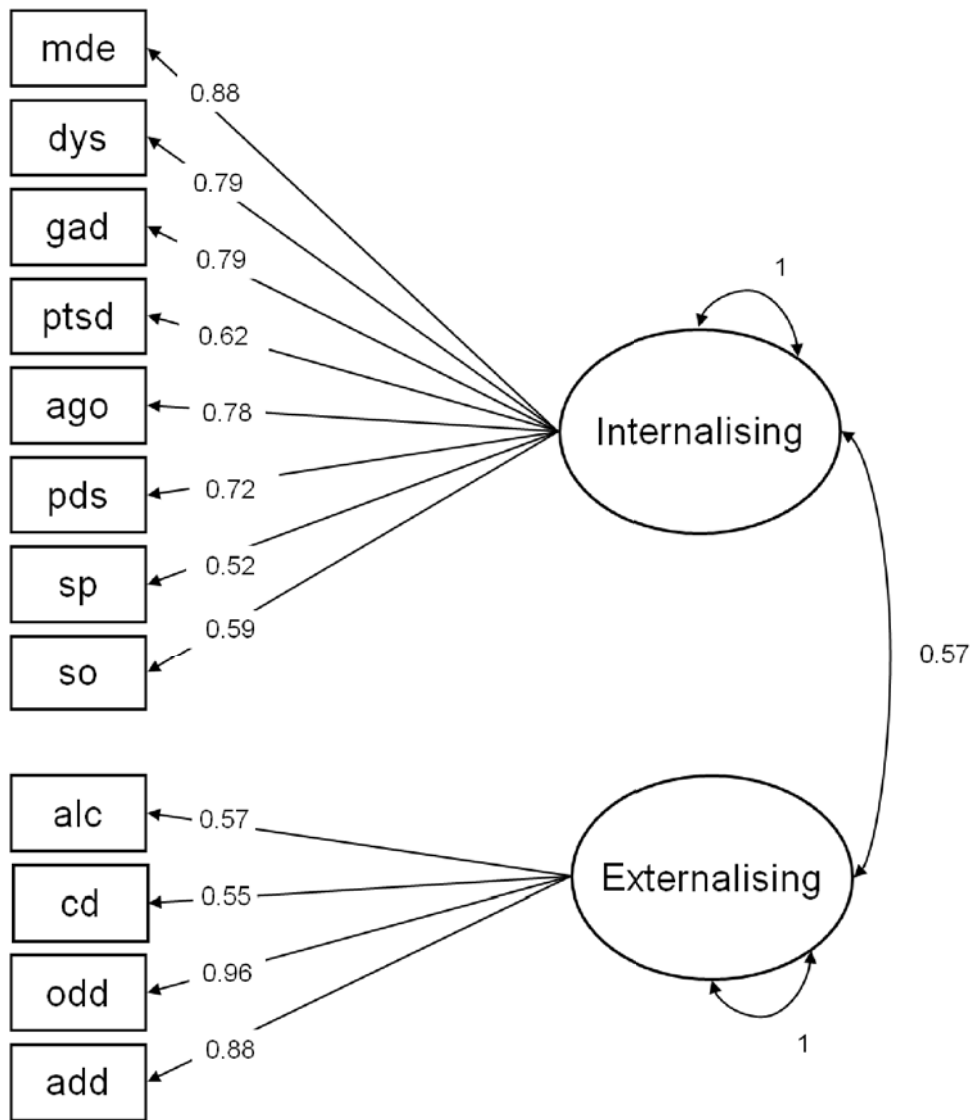 mde
0.88
dys
0.79
gad
0.79
ptsd
0.62
ago
0.78
pds
0.72
sp
0.52
so
0.59
1
Internalising
0.57
alc
0.57
cd
0.55
odd
0.96
add
0.88
Externalising
1